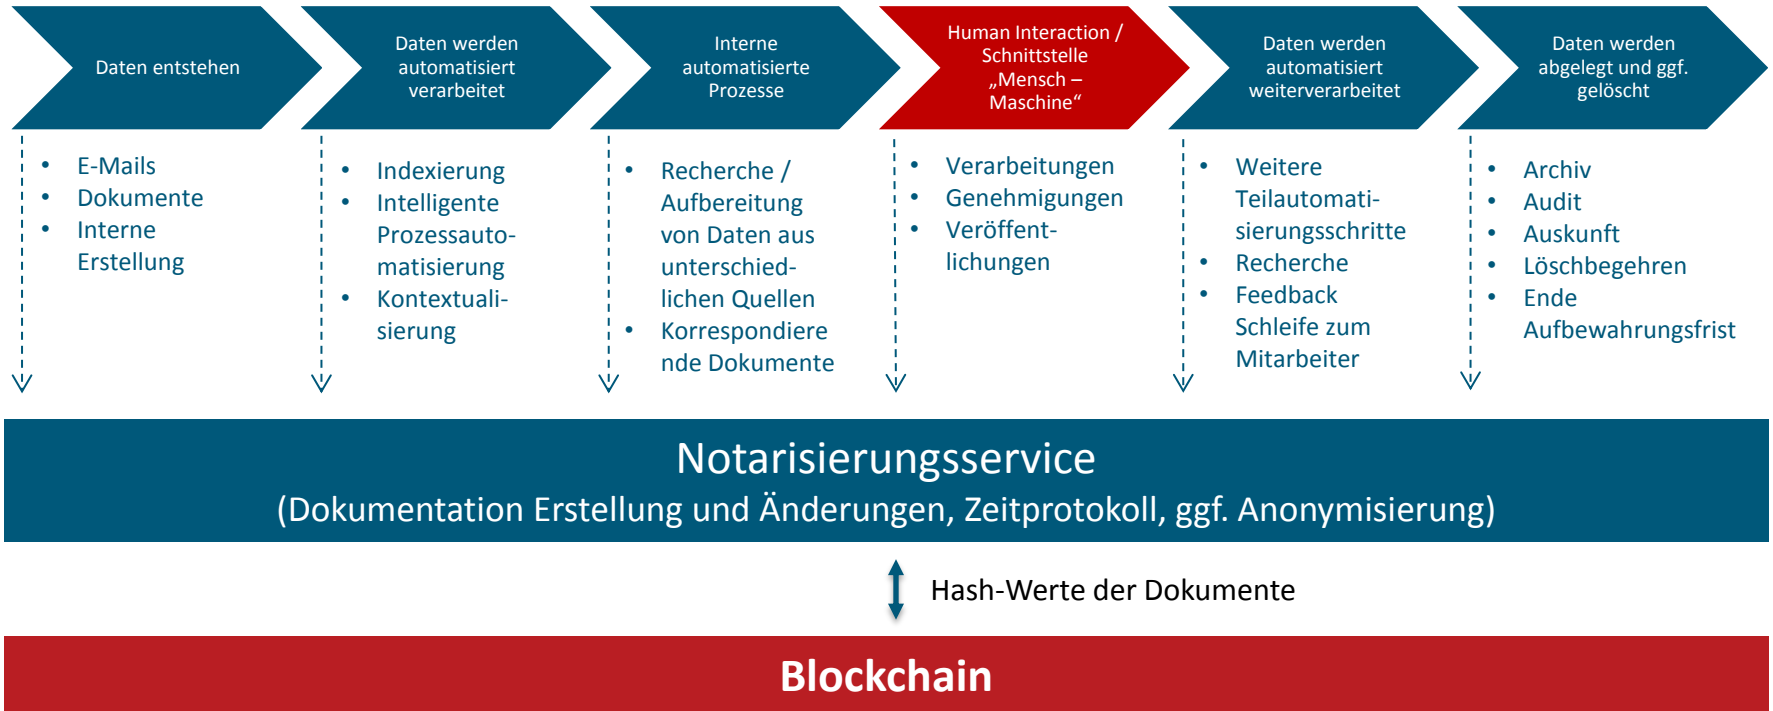 Daten entstehen
Daten werden
automatisiert
verarbeitet
Interne
automatisierte
Prozesse
Human Interaction /
Schnittstelle
„Mensch –
Maschine“
Daten werden
automatisiert
weiterverarbeitet
Daten werden
abgelegt und ggf.
gelöscht
• E-Mails
• Dokumente
• Interne
Erstellung
• Indexierung
• Intelligente
Prozessauto-
matisierung
• Kontextuali-
sierung
• Recherche /
Aufbereitung
von Daten aus
unterschied-
lichen Quellen
• Korrespondiere
nde Dokumente
• Verarbeitungen
• Genehmigungen
• Veröffent-
lichungen
• Weitere
Teilautomati-
sierungsschritte
• Recherche
• Feedback
Schleife zum
Mitarbeiter
• Archiv
• Audit
• Auskunft
• Löschbegehren
• Ende
Aufbewahrungsfrist
Notarisierungsservice
(Dokumentation Erstellung und Änderungen, Zeitprotokoll, ggf. Anonymisierung)
Hash-Werte der Dokumente
Blockchain